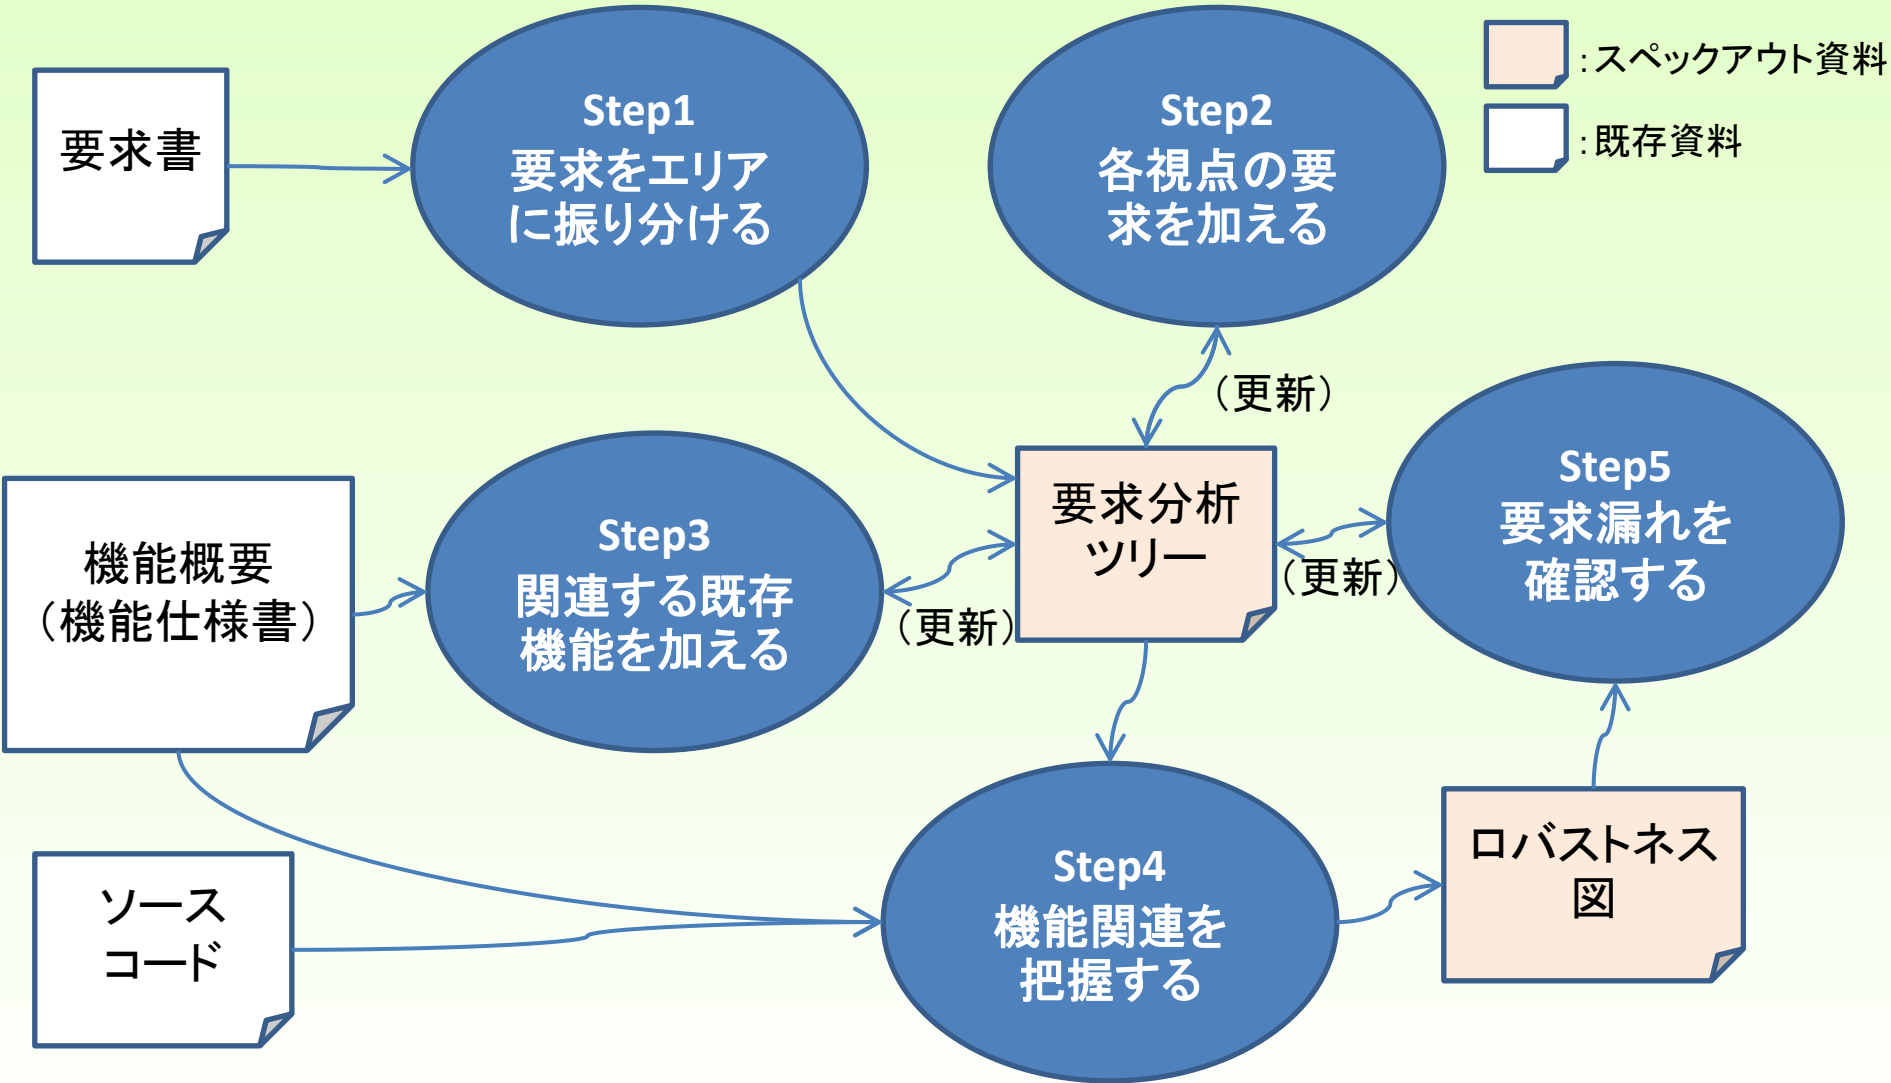 要求書
Step1
要求をエリア
に振り分ける
Step2
各視点の要
求を加える
:スペックアウト資料
:既存資料
(更新)
機能概要
(機能仕様書)
Step3
関連する既存
機能を加える
(更新)
要求分析
ツリー
(更新)
Step5
要求漏れを
確認する
ソース
コード
Step4
機能関連を
把握する
ロバストネス
図